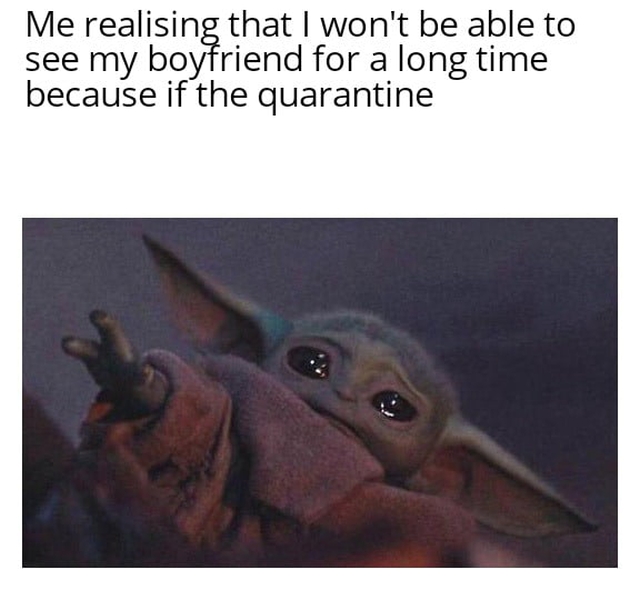 Me realising that I won't be able to
see my boyfriend for a long time
because if the quarantine